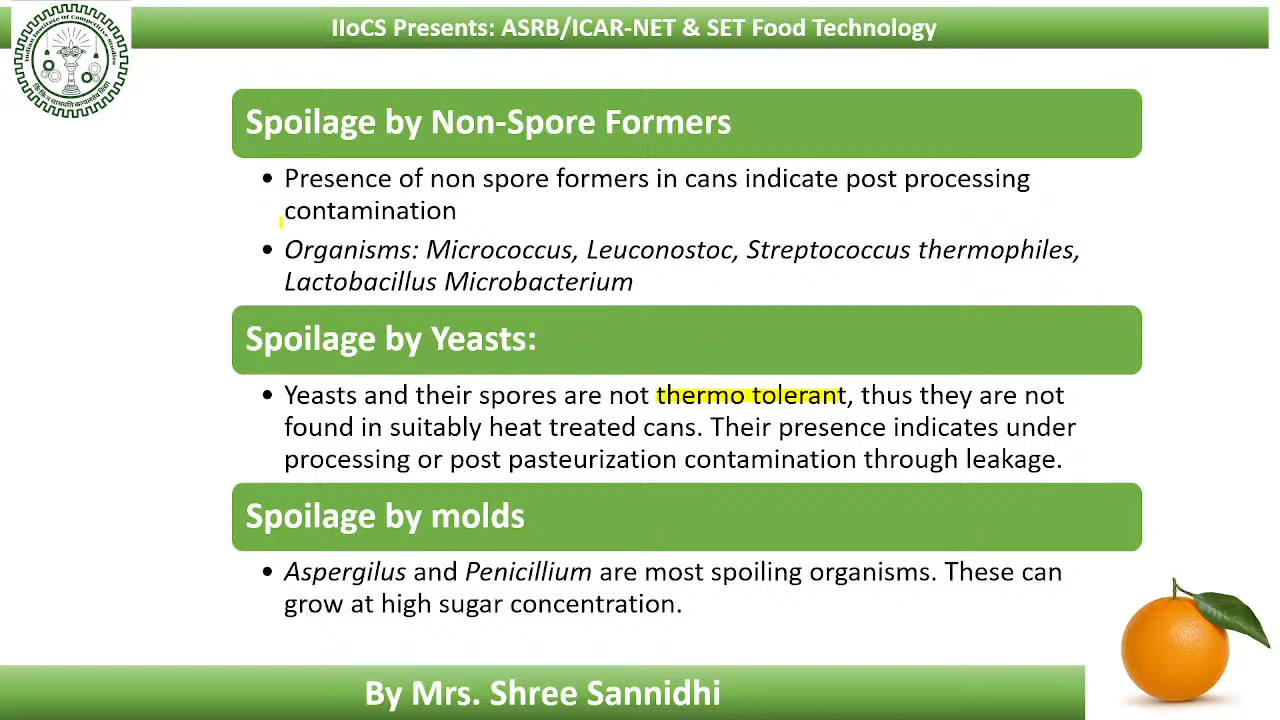 IIoCS Presents: ASRB/ICAR-NET & SET Food Technology
Spoilage by Non-Spore Formers
• Presence of non spore formers in cans indicate post processing
contamination
• Organisms: Micrococcus, Leuconostoc, Streptococcus thermophiles,
Lactobacillus Microbacterium
Spoilage by Yeasts:
• Yeasts and their spores are not thermo tolerant, thus they are not
found in suitably heat treated cans. Their presence indicates under
processing or post pasteurization contamination through leakage.
Spoilage by molds
• Aspergilus and Penicillium are most spoiling organisms. These can
grow at high sugar concentration.
By Mrs. Shree Sannidhi